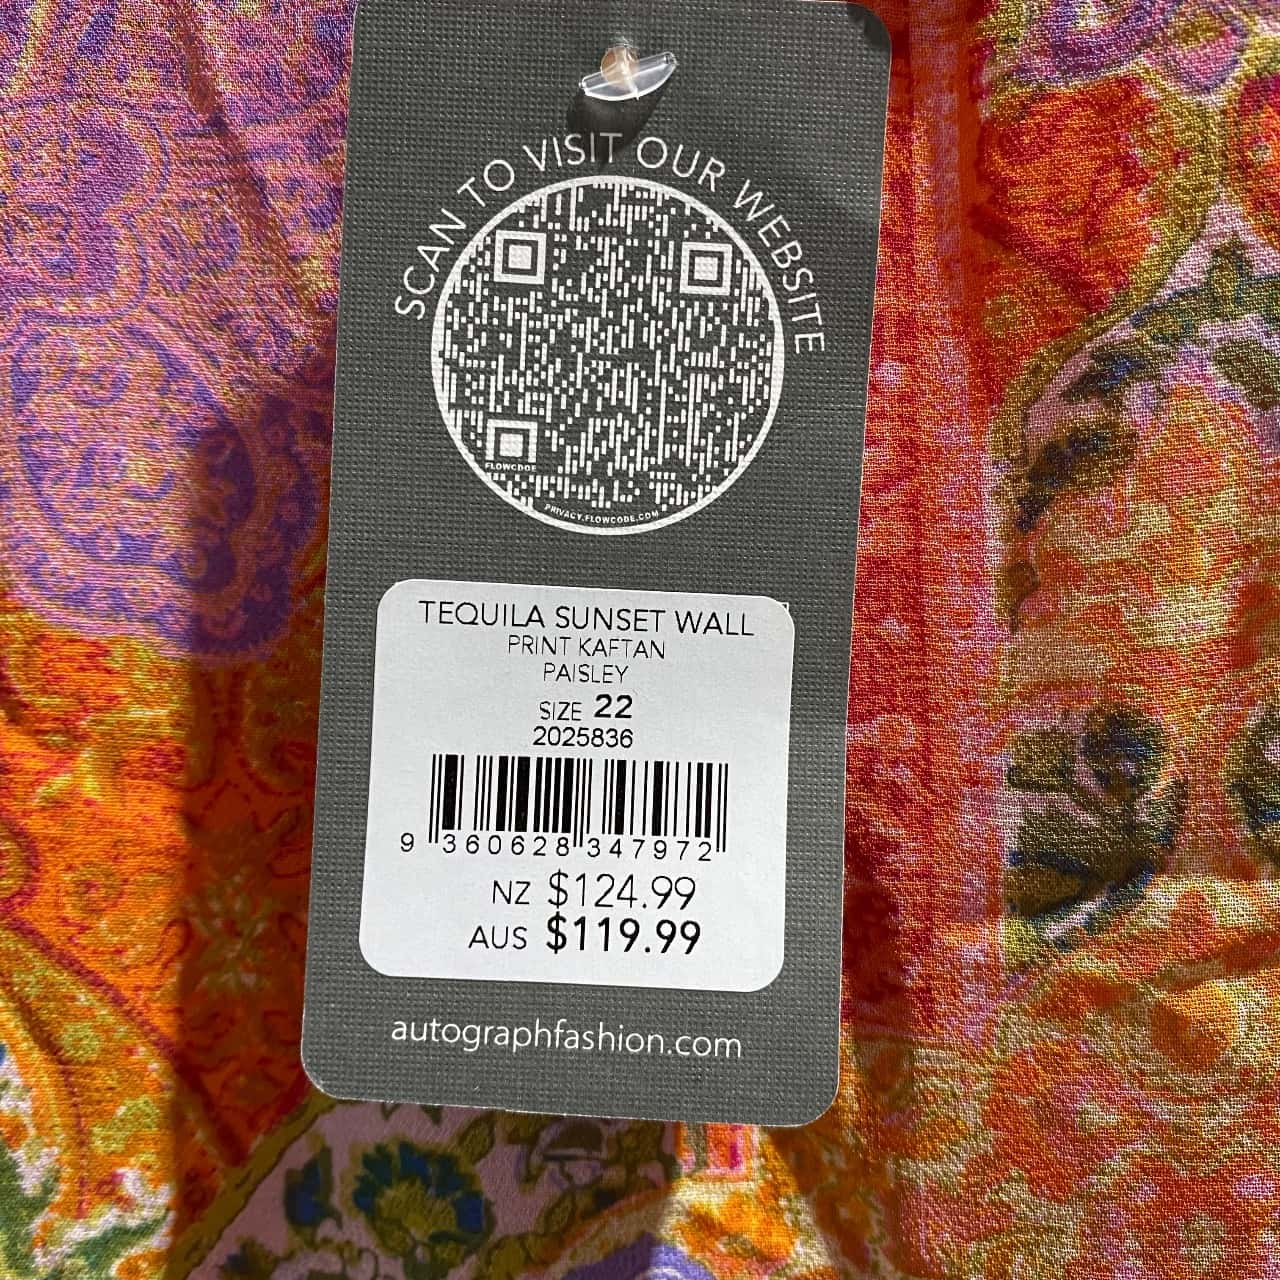 SCAN TO VISIT OUR WEBSITE
FLOWCODE
PRIVACY.FLOWCODE.COM
TEQUILA SUNSET WALL
PRINT KAFTAN
PAISLEY
SIZE 22
2025836
9 360628 347972
NZ $124.99
AUS $119.99
autographfashion.com